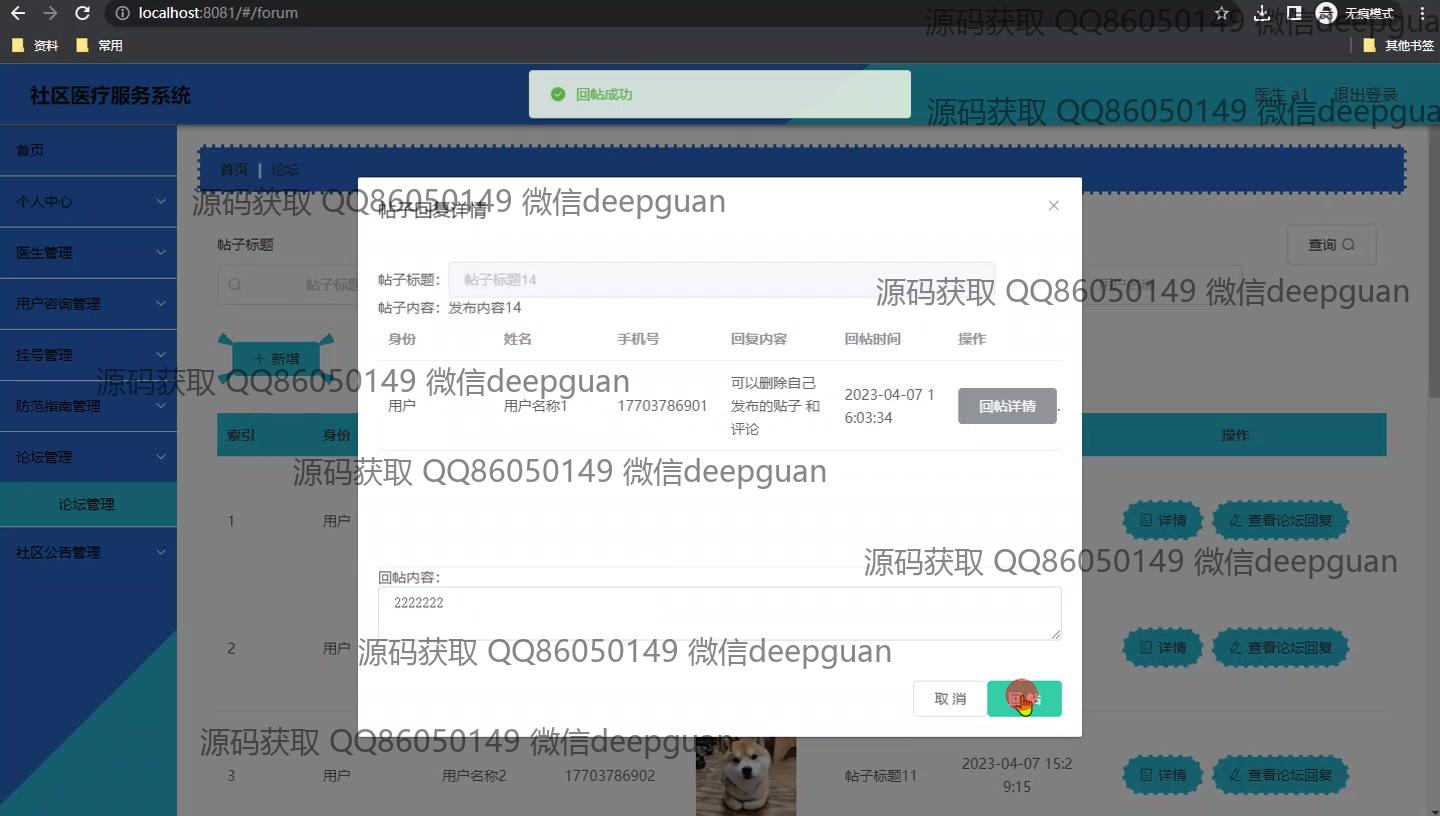 localhost:8081/#/forum
无痕模式
资料 常用
其他书签
源码获取 QQ86050149 微信deepgua
社区医疗服务系统
回帖成功
医生 a1 退出登录
源码获取 QQ86050149 微信deepgua
首页
个人中心
医生管理
用户咨询管理
挂号管理
防范指南管理
论坛管理
论坛管理
社区公告管理
首页 论坛
源码获取 QQ86050149 微信deepguan
帖子标题
查询
帖子标题
源码获取 QQ86050149 微信deepguan
+ 新增
源码获取 QQ86050149 微信deepguan
索引 身份 操作
1 用户 详情 查看论坛回复
2 用户 详情 查看论坛回复
3 用户 用户名称2 17703786902 帖子标题11 2023-04-07 15:2
9:15 详情 查看论坛回复
帖子回复详情
帖子标题: 帖子标题14
帖子内容: 发布内容14
身份 姓名 手机号 回复内容 回帖时间 操作
用户 用户名称1 17703786901 可以删除自己
发布的贴子 和
评论
2023-04-07 1
6:03:34
回帖详情 .
源码获取 QQ86050149 微信deepguan
源码获取 QQ86050149 微信deepguan
回帖内容:
2222222
源码获取 QQ86050149 微信deepguan
取 消 回 帖
源码获取 QQ86050149 微信deepguan